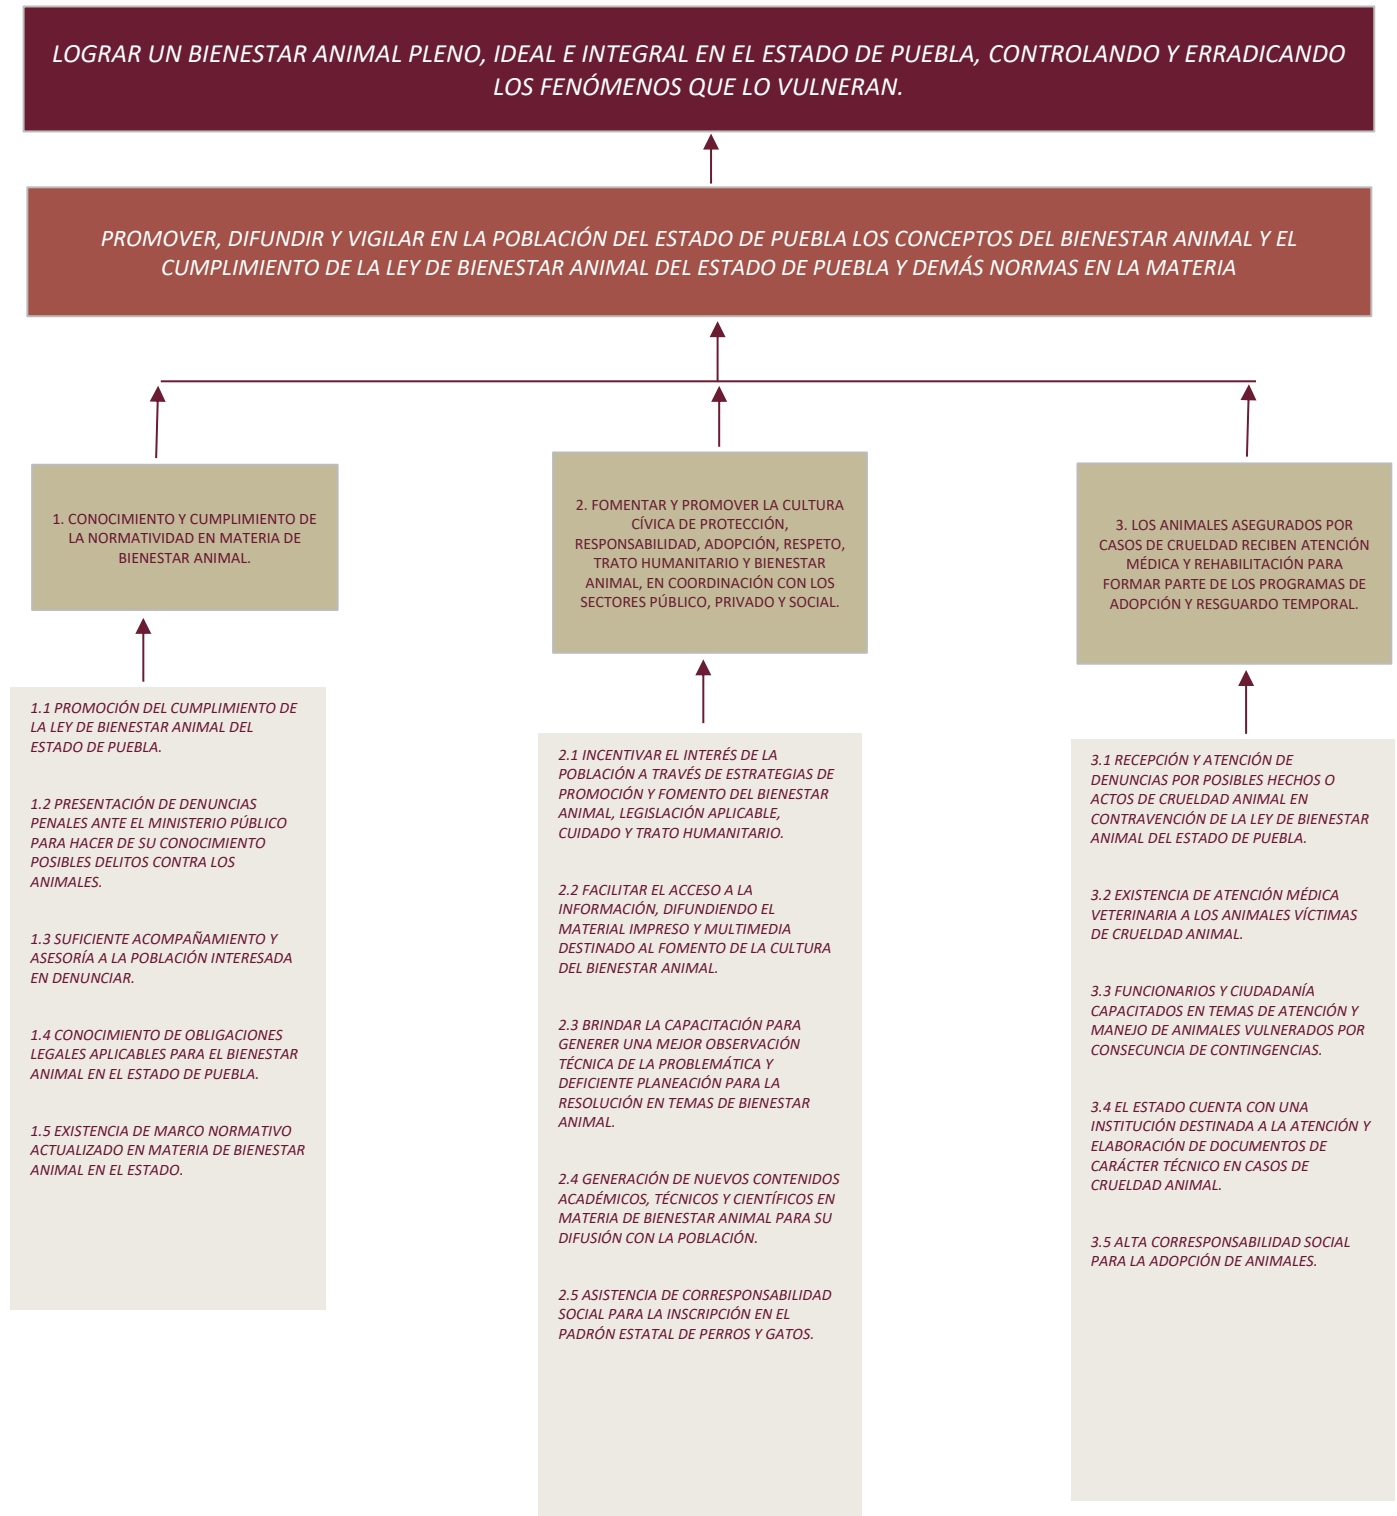 LOGRAR UN BIENESTAR ANIMAL PLENO, IDEAL E INTEGRAL EN EL ESTADO DE PUEBLA, CONTROLANDO Y ERRADICANDO
LOS FENÓMENOS QUE LO VULNERAN.
PROMOVER, DIFUNDIR Y VIGILAR EN LA POBLACIÓN DEL ESTADO DE PUEBLA LOS CONCEPTOS DEL BIENESTAR ANIMAL Y EL
CUMPLIMIENTO DE LA LEY DE BIENESTAR ANIMAL DEL ESTADO DE PUEBLA Y DEMÁS NORMAS EN LA MATERIA
1. CONOCIMIENTO Y CUMPLIMIENTO DE
LA NORMATIVIDAD EN MATERIA DE
BIENESTAR ANIMAL.
1.1 PROMOCIÓN DEL CUMPLIMIENTO DE
LA LEY DE BIENESTAR ANIMAL DEL
ESTADO DE PUEBLA.
1.2 PRESENTACIÓN DE DENUNCIAS
PENALES ANTE EL MINISTERIO PÚBLICO
PARA HACER DE SU CONOCIMIENTO
POSIBLES DELITOS CONTRA LOS
ANIMALES.
1.3 SUFICIENTE ACOMPAÑAMIENTO Y
ASESORÍA A LA POBLACIÓN INTERESADA
EN DENUNCIAR.
1.4 CONOCIMIENTO DE OBLIGACIONES
LEGALES APLICABLES PARA EL BIENESTAR
ANIMAL EN EL ESTADO DE PUEBLA.
1.5 EXISTENCIA DE MARCO NORMATIVO
ACTUALIZADO EN MATERIA DE BIENESTAR
ANIMAL EN EL ESTADO.
2. FOMENTAR Y PROMOVER LA CULTURA
CÍVICA DE PROTECCIÓN,
RESPONSABILIDAD, ADOPCIÓN, RESPETO,
TRATO HUMANITARIO Y BIENESTAR
ANIMAL, EN COORDINACIÓN CON LOS
SECTORES PÚBLICO, PRIVADO Y SOCIAL.
2.1 INCENTIVAR EL INTERÉS DE LA
POBLACIÓN A TRAVÉS DE ESTRATEGIAS DE
PROMOCIÓN Y FOMENTO DEL BIENESTAR
ANIMAL, LEGISLACIÓN APLICABLE,
CUIDADO Y TRATO HUMANITARIO.
2.2 FACILITAR EL ACCESO A LA
INFORMACIÓN, DIFUNDIENDO EL
MATERIAL IMPRESO Y MULTIMEDIA
DESTINADO AL FOMENTO DE LA CULTURA
DEL BIENESTAR ANIMAL.
2.3 BRINDAR LA CAPACITACIÓN PARA
GENERER UNA MEJOR OBSERVACIÓN
TÉCNICA DE LA PROBLEMÁTICA Y
DEFICIENTE PLANEACIÓN PARA LA
RESOLUCIÓN EN TEMAS DE BIENESTAR
ANIMAL.
2.4 GENERACIÓN DE NUEVOS CONTENIDOS
ACADÉMICOS, TÉCNICOS Y CIENTÍFICOS EN
MATERIA DE BIENESTAR ANIMAL PARA SU
DIFUSIÓN CON LA POBLACIÓN.
2.5 ASISTENCIA DE CORRESPONSABILIDAD
SOCIAL PARA LA INSCRIPCIÓN EN EL
PADRÓN ESTATAL DE PERROS Y GATOS.
3. LOS ANIMALES ASEGURADOS POR
CASOS DE CRUELDAD RECIBEN ATENCIÓN
MÉDICA Y REHABILITACIÓN PARA
FORMAR PARTE DE LOS PROGRAMAS DE
ADOPCIÓN Y RESGUARDO TEMPORAL.
3.1 RECEPCIÓN Y ATENCIÓN DE
DENUNCIAS POR POSIBLES HECHOS O
ACTOS DE CRUELDAD ANIMAL EN
CONTRAVENCIÓN DE LA LEY DE BIENESTAR
ANIMAL DEL ESTADO DE PUEBLA.
3.2 EXISTENCIA DE ATENCIÓN MÉDICA
VETERINARIA A LOS ANIMALES VÍCTIMAS
DE CRUELDAD ANIMAL.
3.3 FUNCIONARIOS Y CIUDADANÍA
CAPACITADOS EN TEMAS DE ATENCIÓN Y
MANEJO DE ANIMALES VULNERADOS POR
CONSECUNCIA DE CONTINGENCIAS.
3.4 EL ESTADO CUENTA CON UNA
INSTITUCIÓN DESTINADA A LA ATENCIÓN Y
ELABORACIÓN DE DOCUMENTOS DE
CARÁCTER TÉCNICO EN CASOS DE
CRUELDAD ANIMAL.
3.5 ALTA CORRESPONSABILIDAD SOCIAL
PARA LA ADOPCIÓN DE ANIMALES.